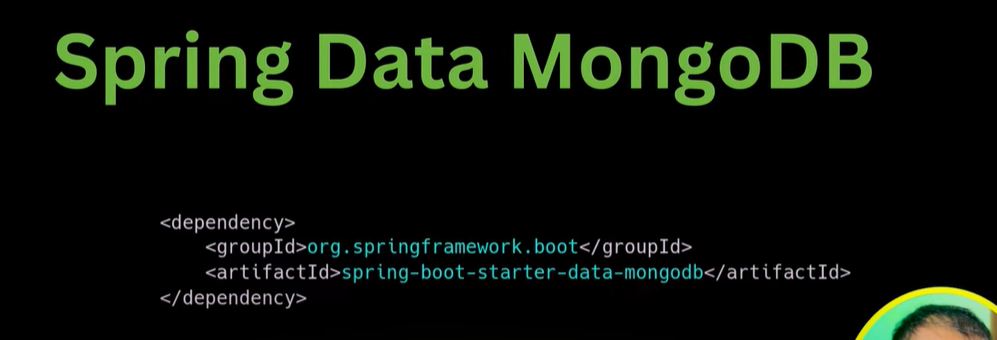 Spring Data MongoDB
<dependency>
    <groupId>org.springframework.boot</groupId>
    <artifactId>spring-boot-starter-data-mongodb</artifactId>
</dependency>